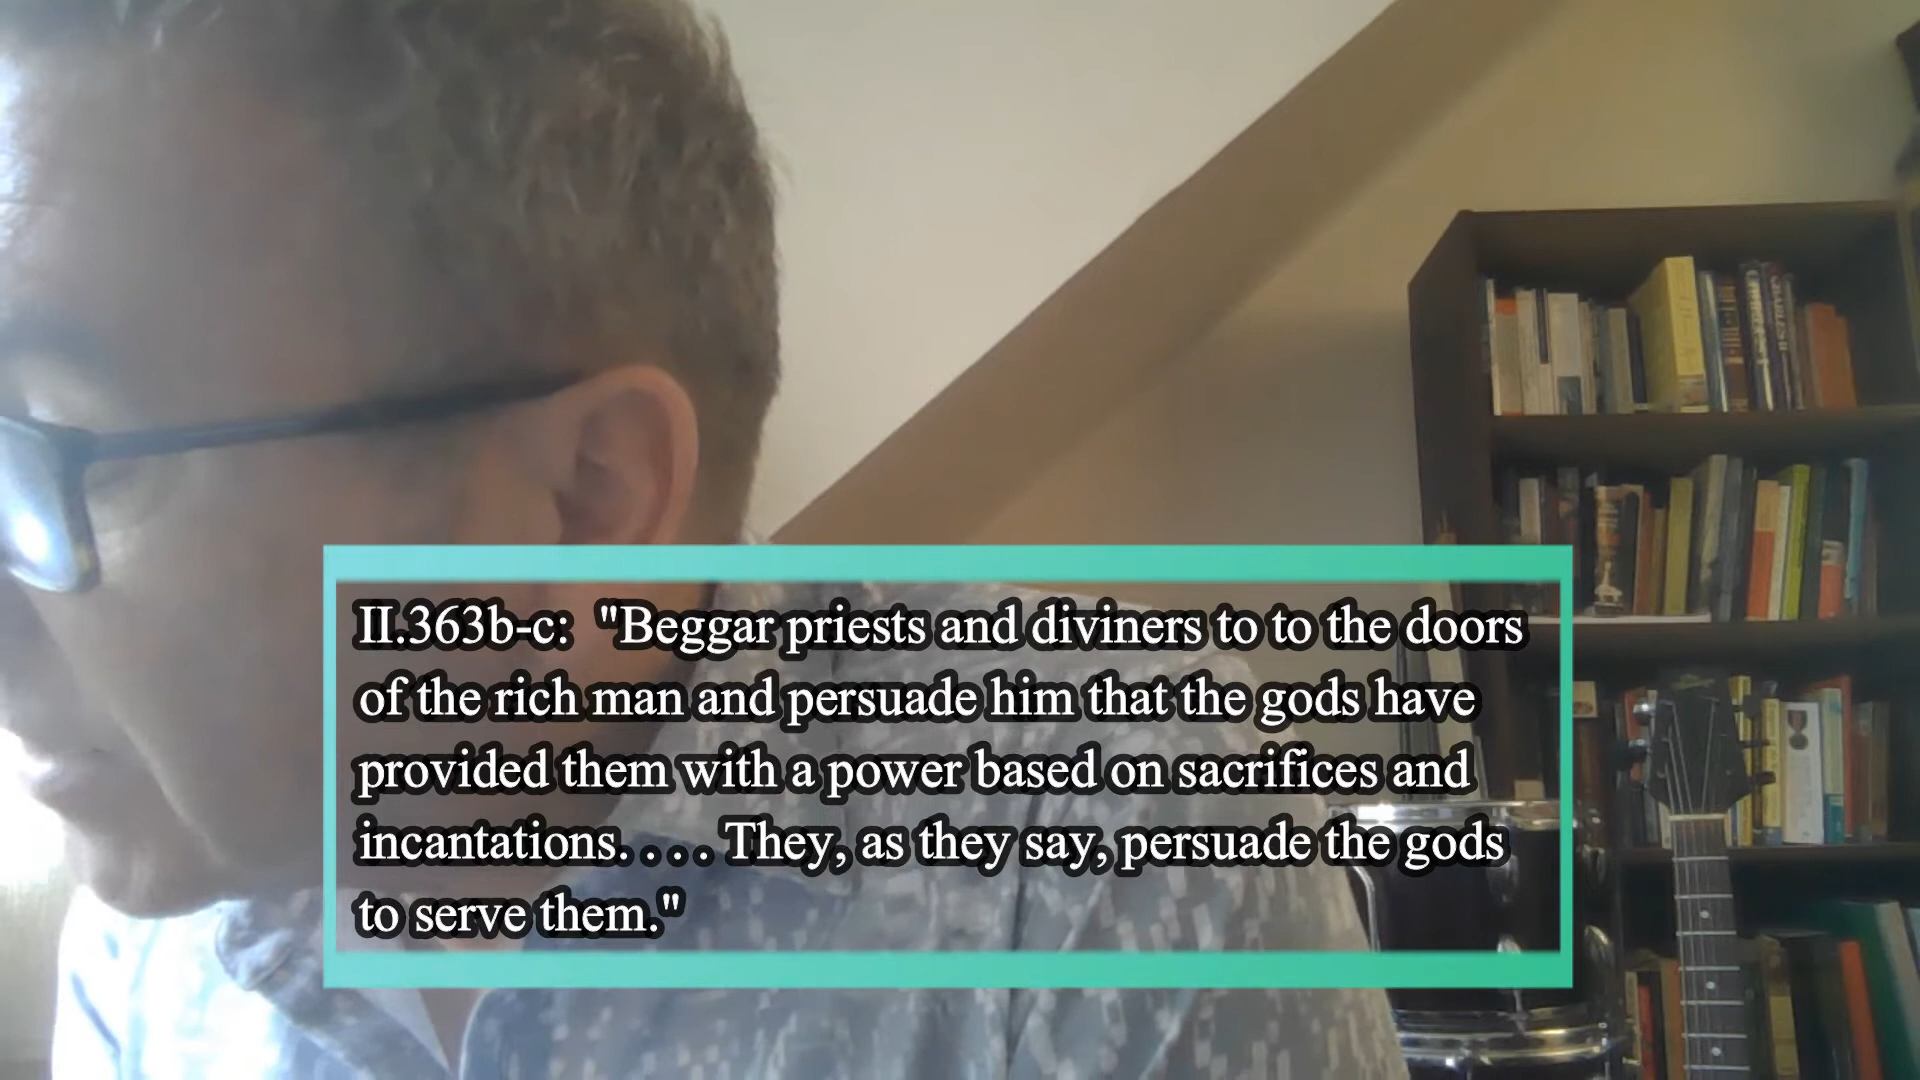 II.363b-c:  "Beggar priests and diviners to to the doors
of the rich man and persuade him that the gods have
provided them with a power based on sacrifices and
incantations. . . . They, as they say, persuade the gods
to serve them."